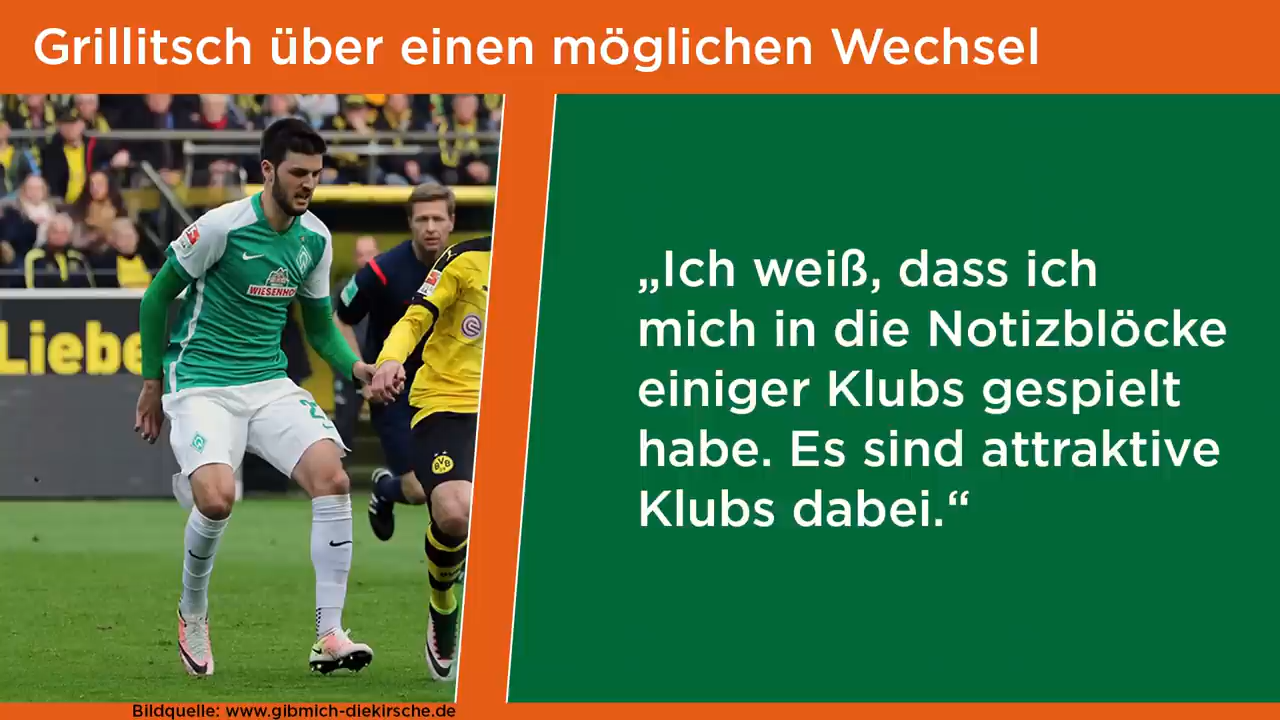 Grillitsch über einen möglichen Wechsel
Liebe
WIESENHOF
BVB
„Ich weiß, dass ich
mich in die Notizblöcke
einiger Klubs gespielt
habe. Es sind attraktive
Klubs dabei.“
Bildquelle: www.gibmich-diekirsche.de